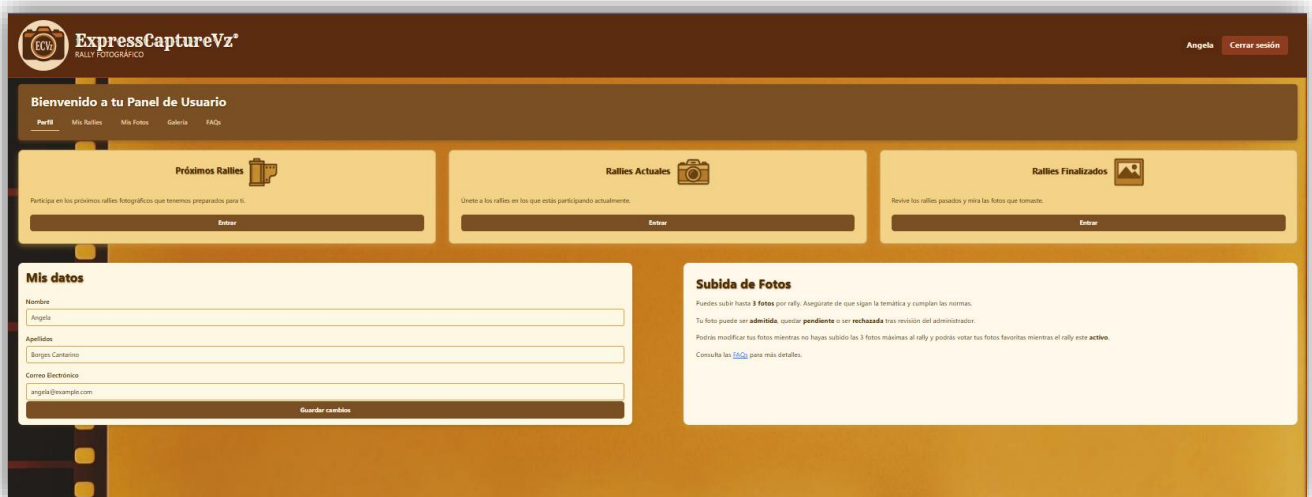 ECVz
ExpressCaptureVz®
RALLY FOTOGRÁFICO
Angela
Cerrar sesión
Bienvenido a tu Panel de Usuario
Perfil
Mis Rallies
Mis Fotos
Galería
FAQs
Próximos Rallies
Participa en los próximos rallies fotográficos que tenemos preparados para ti.
Entrar
Rallies Actuales
Únete a los rallies en los que estás participando actualmente.
Entrar
Rallies Finalizados
Revive los rallies pasados y mira las fotos que tomaste.
Entrar
Mis datos
Nombre
Angela
Apellidos
Borges Cantarino
Correo Electrónico
angela@example.com
Guardar cambios
Subida de Fotos
Puedes subir hasta 3 fotos por rally. Asegúrate de que sigan la temática y cumplan las normas.
Tu foto puede ser admitida, quedar pendiente o ser rechazada tras revisión del administrador.
Podrás modificar tus fotos mientras no hayas subido las 3 fotos máximas al rally y podrás votar tus fotos favoritas mientras el rally este activo.
Consulta las FAQs para más detalles.